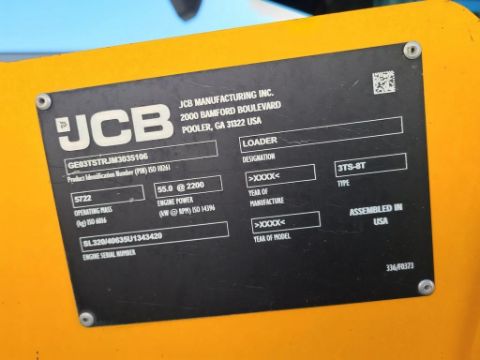 JCB
JCB MANUFACTURING INC.
2000 BAMFORD BOULEVARD
POOLER, GA 31322 USA
GE83TSTRJM3035106
Product Identification Number (PIN) ISO 10261
LOADER
DESIGNATION
5722
OPERATING MASS
(kg) ISO 6016
55.0 @ 2200
ENGINE POWER
(kW @ RPM) ISO 14396
>XXXX<
YEAR OF
MANUFACTURE
3TS-8T
TYPE
SL320/40635U1343420
ENGINE SERIAL NUMBER
>XXXX<
YEAR OF MODEL
ASSEMBLED IN
USA
336/F0373